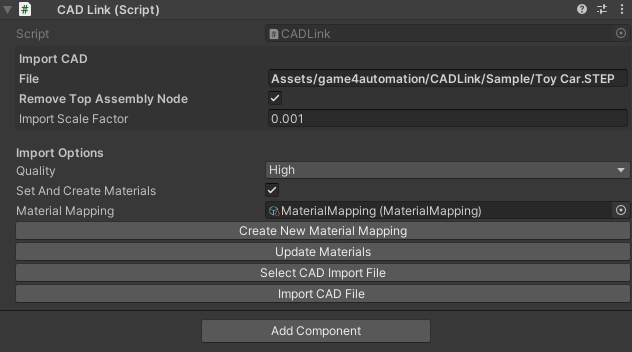 CAD Link (Script)
Script CADLink
Import CAD
File Assets/game4automation/CADLink/Sample/Toy Car.STEP
Remove Top Assembly Node
Import Scale Factor 0.001
Import Options
Quality High
Set And Create Materials
Material Mapping MaterialMapping (MaterialMapping)
Create New Material Mapping
Update Materials
Select CAD Import File
Import CAD File
Add Component